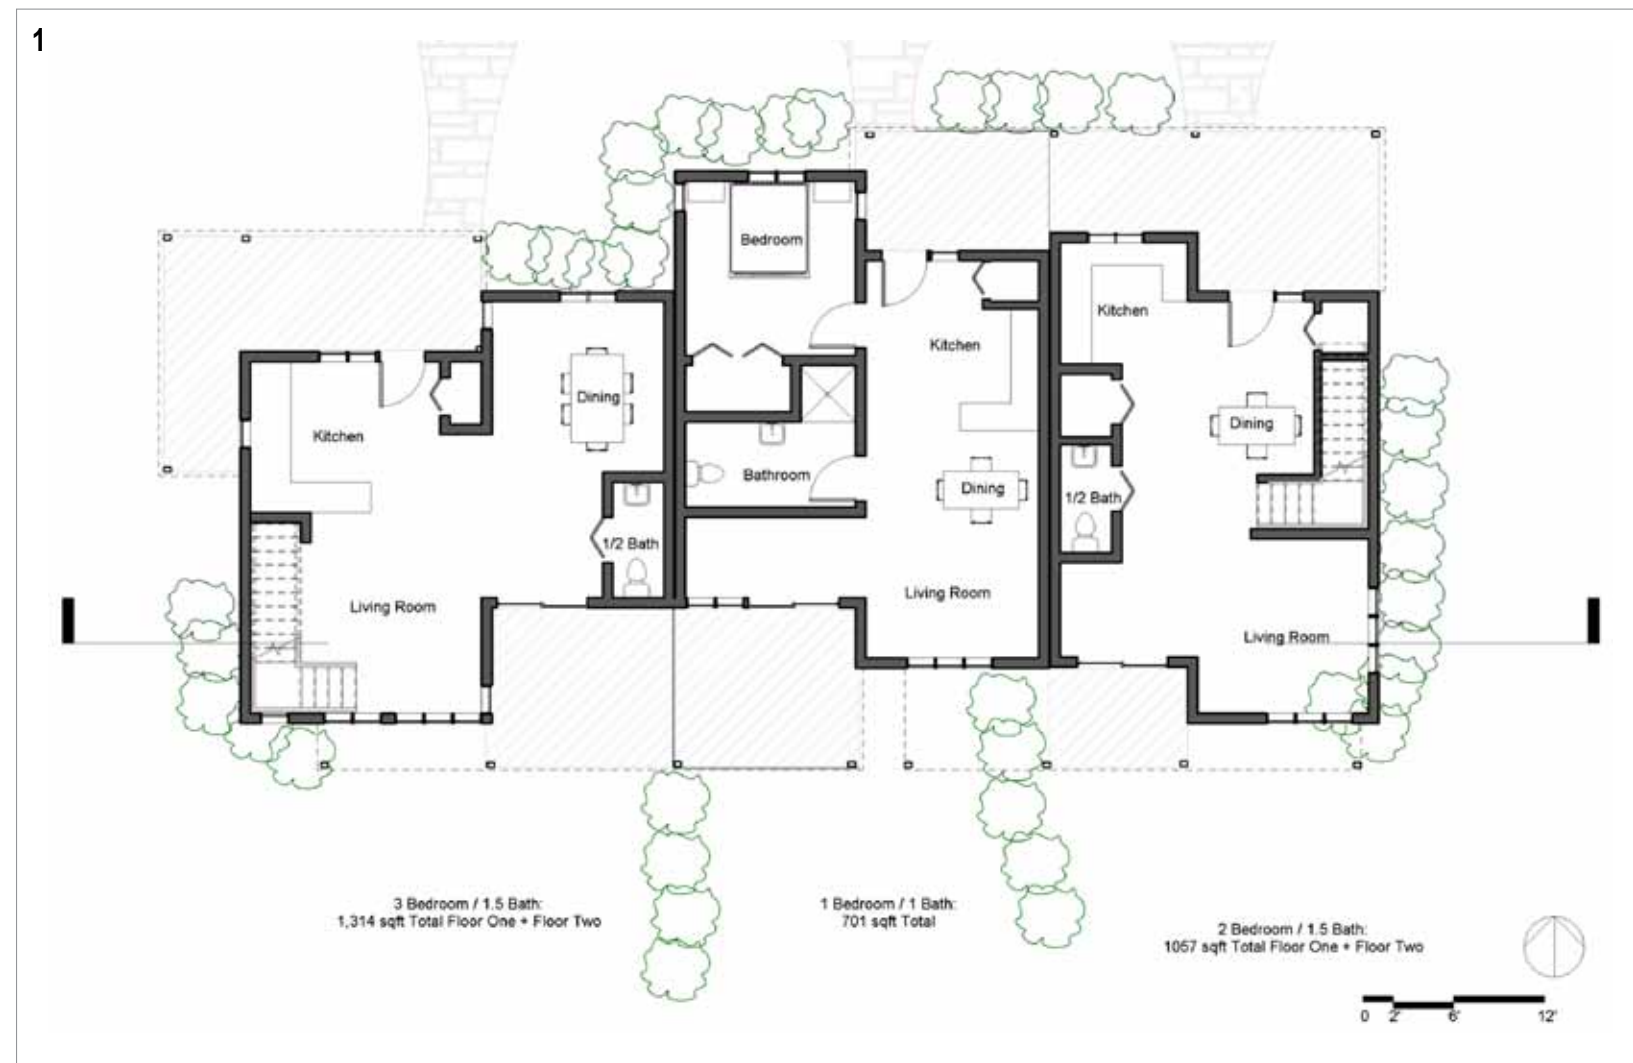 1
Bedroom
Kitchen
Kitchen
Dining
Dining
Kitchen
Bathroom
Dining
1/2 Bath
1/2 Bath
Living Room
Living Room
Living Room
3 Bedroom / 1.5 Bath:
1,314 sqft Total Floor One + Floor Two
1 Bedroom / 1 Bath:
701 sqft Total
2 Bedroom / 1.5 Bath:
1057 sqft Total Floor One + Floor Two
0 2' 6' 12'